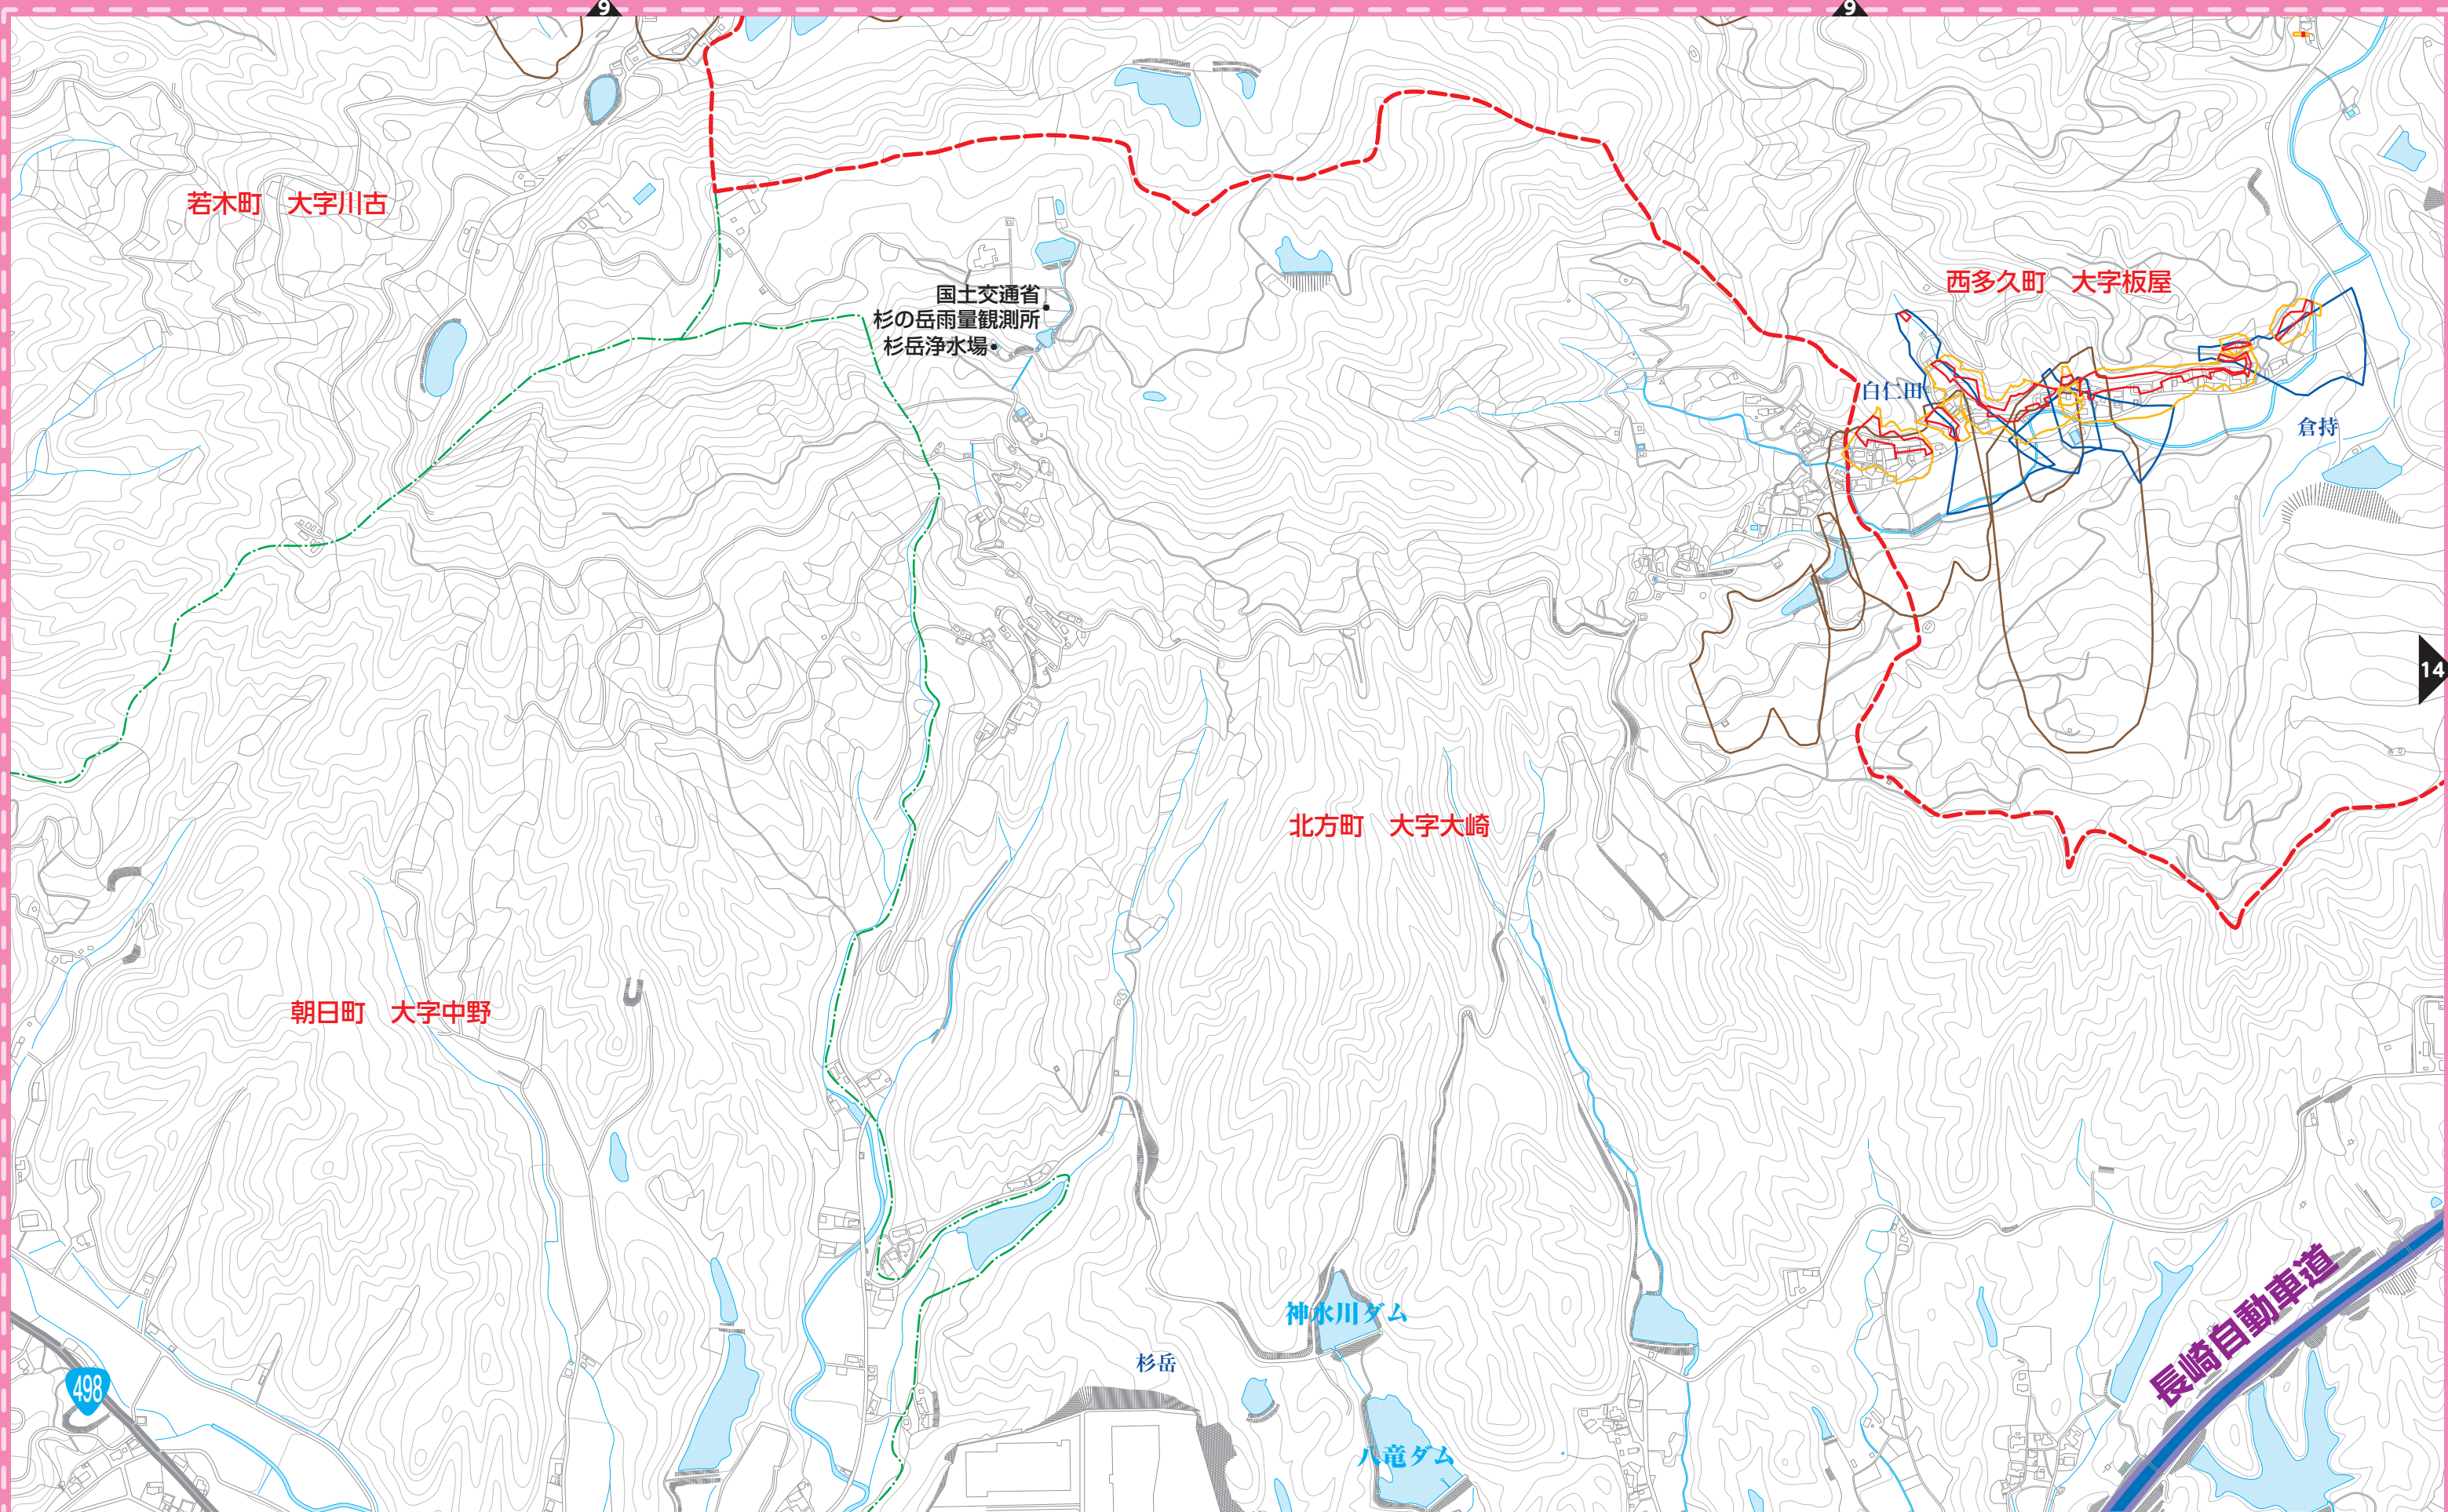 9
9
若木町　大字川古
西多久町　大字板屋
国土交通省
杉の岳雨量観測所
杉岳浄水場
白仁田
倉持
14
北方町　大字大崎
朝日町　大字中野
長崎自動車道
神水川ダム
杉岳
498
八竜ダム